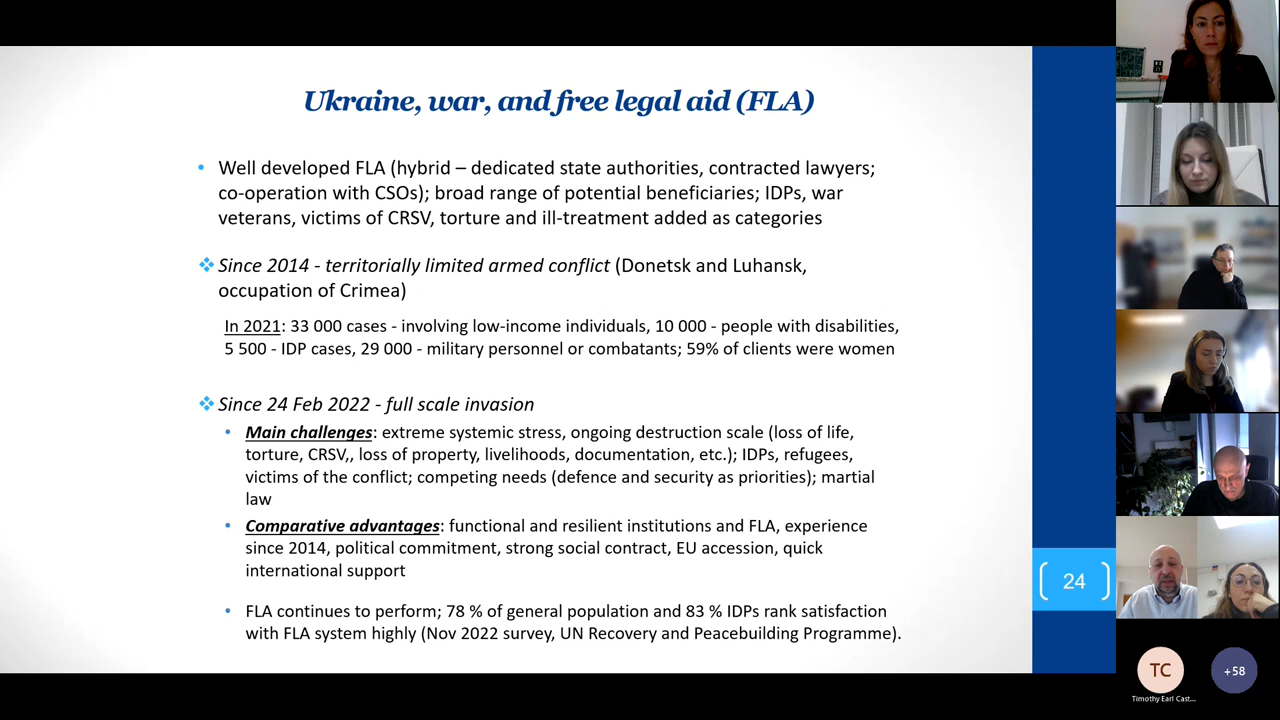 Ukraine, war, and free legal aid (FLA)
• Well developed FLA (hybrid – dedicated state authorities, contracted lawyers;
co-operation with CSOs); broad range of potential beneficiaries; IDPs, war
veterans, victims of CRSV, torture and ill-treatment added as categories
❖ Since 2014 - territorially limited armed conflict (Donetsk and Luhansk,
occupation of Crimea)
In 2021: 33 000 cases - involving low-income individuals, 10 000 - people with disabilities,
5 500 - IDP cases, 29 000 - military personnel or combatants; 59% of clients were women
❖ Since 24 Feb 2022 - full scale invasion
• Main challenges: extreme systemic stress, ongoing destruction scale (loss of life,
torture, CRSV,, loss of property, livelihoods, documentation, etc.); IDPs, refugees,
victims of the conflict; competing needs (defence and security as priorities); martial
law
• Comparative advantages: functional and resilient institutions and FLA, experience
since 2014, political commitment, strong social contract, EU accession, quick
international support
• FLA continues to perform; 78 % of general population and 83 % IDPs rank satisfaction
with FLA system highly (Nov 2022 survey, UN Recovery and Peacebuilding Programme).
24
TC
+58
Timothy Earl Cast...